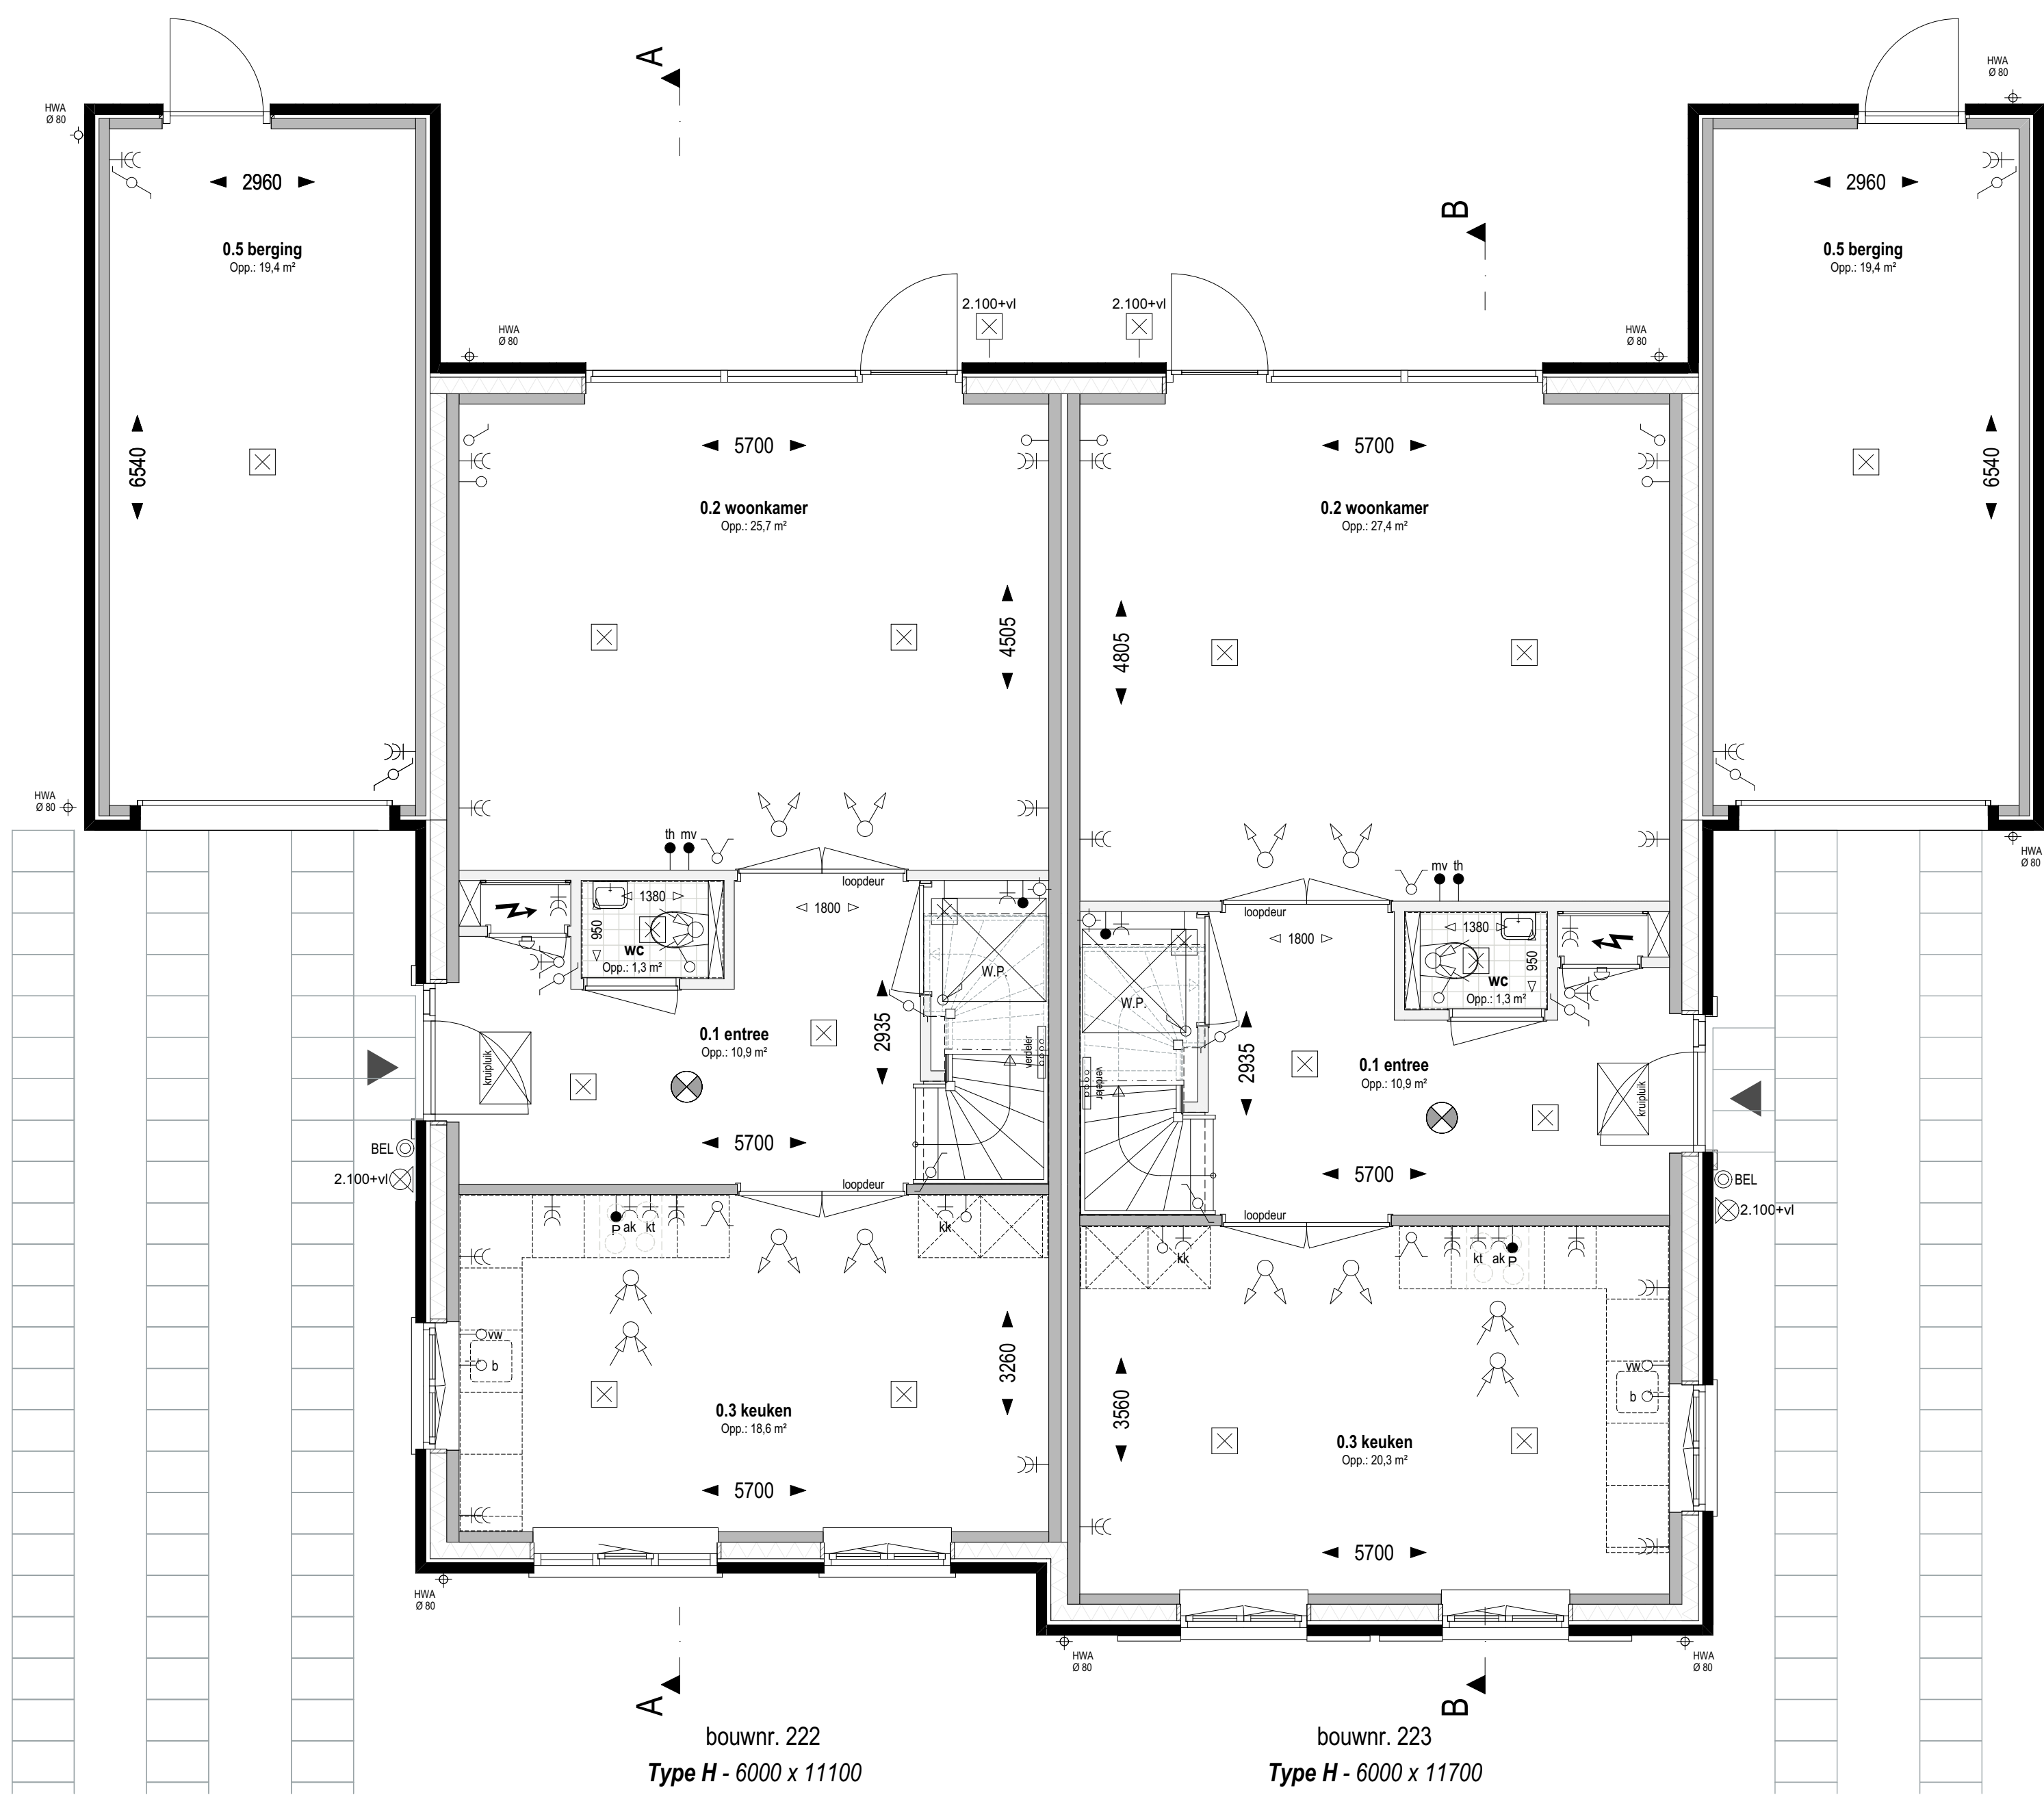 A
HWA
Ø 80
HWA
Ø 80
2960
2960
B
0.5 berging
Opp.: 19,4 m²
0.5 berging
Opp.: 19,4 m²
2.100+vl
2.100+vl
HWA
Ø 80
HWA
Ø 80
6540
5700
5700
6540
0.2 woonkamer
Opp.: 25,7 m²
0.2 woonkamer
Opp.: 27,4 m²
4505
4805
HWA
Ø 80
th mv
mv th
HWA
Ø 80
loopdeur
1380
1800
950
wc
Opp.: 1,3 m²
W.P.
loopdeur
1800
1380
950
wc
Opp.: 1,3 m²
W.P.
0.1 entree
Opp.: 10,9 m²
2935
verdeler
kruipluik
2935
verdeler
0.1 entree
Opp.: 10,9 m²
kruipluik
BEL
2.100+vl
5700
5700
BEL
2.100+vl
loopdeur
loopdeur
P ak kt
kk
kk
kt ak P
vw
b
3260
3560
vw
b
0.3 keuken
Opp.: 18,6 m²
0.3 keuken
Opp.: 20,3 m²
5700
5700
HWA
Ø 80
HWA
Ø 80
HWA
Ø 80
A
B
bouwnr. 222
Type H - 6000 x 11100
bouwnr. 223
Type H - 6000 x 11700